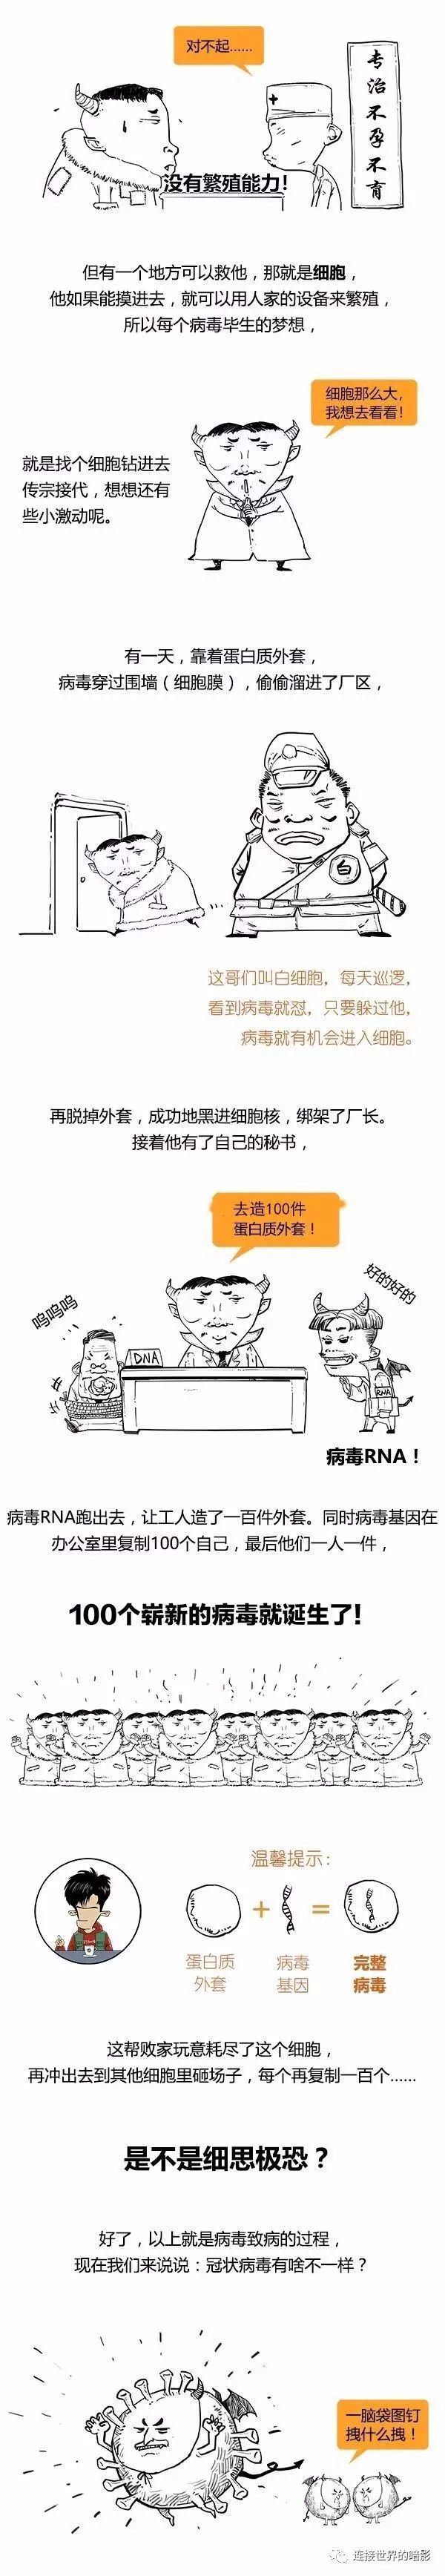 对不起……
专治不孕不育
没有繁殖能力！
但有一个地方可以救他，那就是细胞，
他如果能摸进去，就可以用人家的设备来繁殖，
所以每个病毒毕生的梦想，
细胞那么大，
我想去看看！
就是找个细胞钻进去
传宗接代，想想还有
些小激动呢。
有一天，靠着蛋白质外套，
病毒穿过围墙（细胞膜），偷偷溜进了厂区，
白
这哥们叫白细胞，每天巡逻，
看到病毒就怼，只要躲过他，
病毒就有机会进入细胞。
再脱掉外套，成功地黑进细胞核，绑架了厂长。
接着他有了自己的秘书，
去造100件
蛋白质外套！
呜呜呜
好的好的
DNA
RNA
病毒RNA！
病毒RNA跑出去，让工人造了一百件外套。同时病毒基因在
办公室里复制100个自己，最后他们一人一件，
100个崭新的病毒就诞生了!
温馨提示：
+ =
蛋白质 病毒 完整
外套 基因 病毒
这帮败家玩意耗尽了这个细胞，
再冲出去到其他细胞里砸场子，每个再复制一百个……
是不是细思极恐？
好了，以上就是病毒致病的过程，
现在我们来说说：冠状病毒有啥不一样？
一脑袋图钉
拽什么拽！
连接世界的暗影